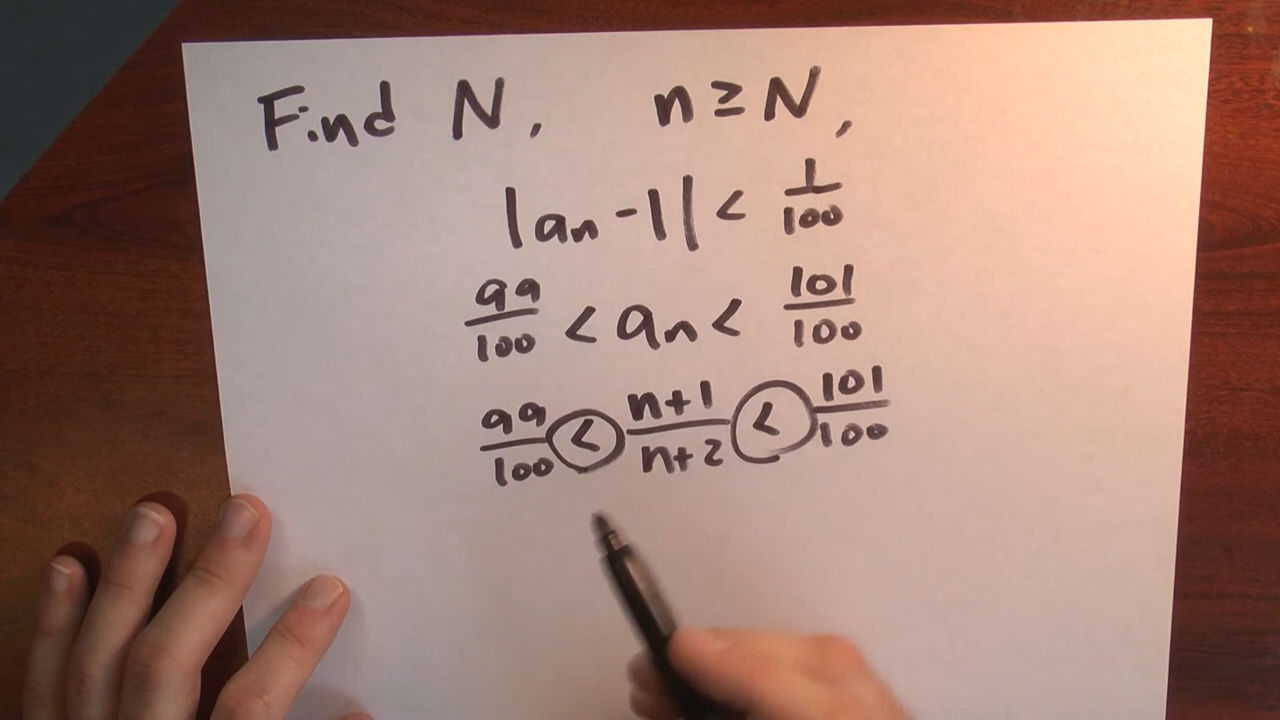 Find N, n ≥ N,
|aₙ - 1| < 1/100
99/100 < aₙ < 101/100
99/100 < n+1/n+2 < 101/100